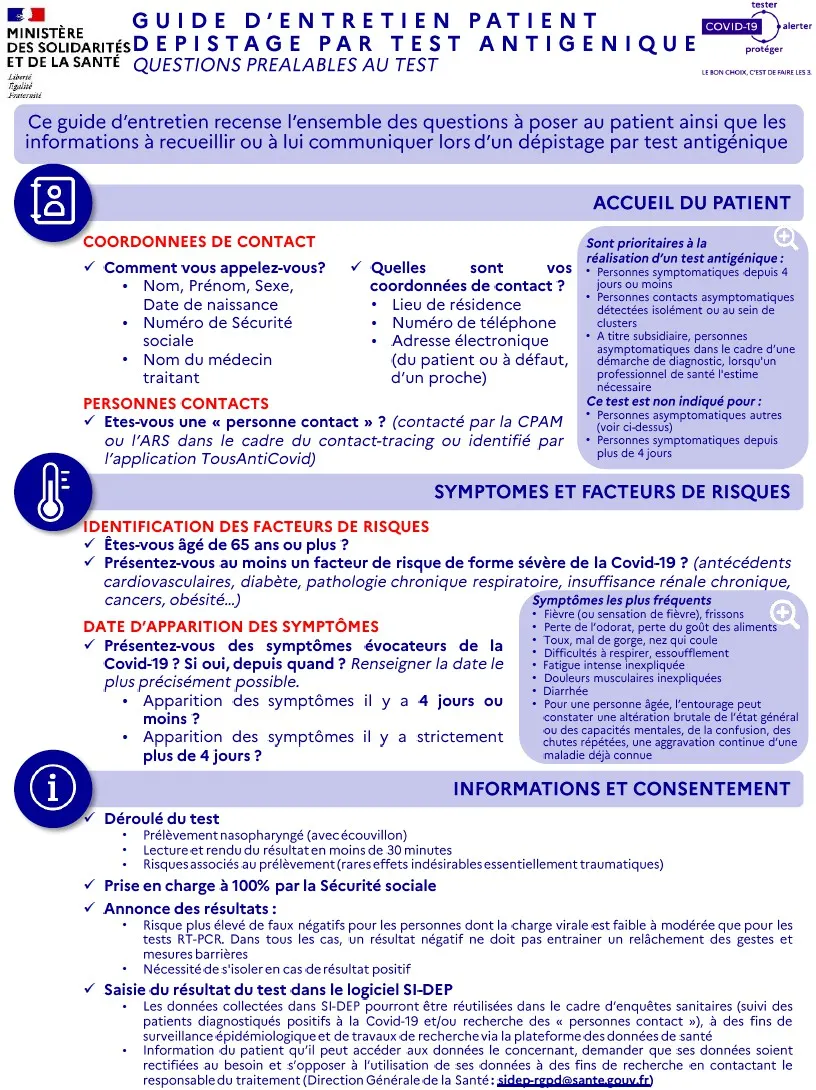 MINISTÈRE
DES SOLIDARITÉS
ET DE LA SANTÉ
Liberté
Égalité
Fraternité
GUIDE D’ENTRETIEN PATIENT
DEPISTAGE PAR TEST ANTIGENIQUE
QUESTIONS PREALABLES AU TEST
tester
COVID-19
alerter
protéger
LE BON CHOIX, C’EST DE FAIRE LES 3.
Ce guide d’entretien recense l’ensemble des questions à poser au patient ainsi que les
informations à recueillir ou à lui communiquer lors d’un dépistage par test antigénique
ACCUEIL DU PATIENT
COORDONNEES DE CONTACT
✓ Comment vous appelez-vous?
• Nom, Prénom, Sexe,
Date de naissance
• Numéro de Sécurité
sociale
• Nom du médecin
traitant
✓ Quelles sont vos
coordonnées de contact ?
• Lieu de résidence
• Numéro de téléphone
• Adresse électronique
(du patient ou à défaut,
d’un proche)
Sont prioritaires à la
réalisation d’un test antigénique :
• Personnes symptomatiques depuis 4
jours ou moins
• Personnes contacts asymptomatiques
détectées isolément ou au sein de
clusters
• A titre subsidiaire, personnes
asymptomatiques dans le cadre d’une
démarche de diagnostic, lorsqu'un
professionnel de santé l'estime
nécessaire
Ce test est non indiqué pour :
• Personnes asymptomatiques autres
(voir ci-dessus)
• Personnes symptomatiques depuis
plus de 4 jours
PERSONNES CONTACTS
✓ Etes-vous une « personne contact » ? (contacté par la CPAM
ou l’ARS dans le cadre du contact-tracing ou identifié par
l’application TousAntiCovid)
SYMPTOMES ET FACTEURS DE RISQUES
IDENTIFICATION DES FACTEURS DE RISQUES
✓ Êtes-vous âgé de 65 ans ou plus ?
✓ Présentez-vous au moins un facteur de risque de forme sévère de la Covid-19 ? (antécédents
cardiovasculaires, diabète, pathologie chronique respiratoire, insuffisance rénale chronique,
cancers, obésité…)
DATE D’APPARITION DES SYMPTÔMES
✓ Présentez-vous des symptômes évocateurs de la
Covid-19 ? Si oui, depuis quand ? Renseigner la date le
plus précisément possible.
• Apparition des symptômes il y a 4 jours ou
moins ?
• Apparition des symptômes il y a strictement
plus de 4 jours ?
Symptômes les plus fréquents
• Fièvre (ou sensation de fièvre), frissons
• Perte de l’odorat, perte du goût des aliments
• Toux, mal de gorge, nez qui coule
• Difficultés à respirer, essoufflement
• Fatigue intense inexpliquée
• Douleurs musculaires inexpliquées
• Diarrhée
• Pour une personne âgée, l’entourage peut
constater une altération brutale de l’état général
ou des capacités mentales, de la confusion, des
chutes répétées, une aggravation continue d’une
maladie déjà connue
INFORMATIONS ET CONSENTEMENT
✓ Déroulé du test
• Prélèvement nasopharyngé (avec écouvillon)
• Lecture et rendu du résultat en moins de 30 minutes
• Risques associés au prélèvement (rares effets indésirables essentiellement traumatiques)
✓ Prise en charge à 100% par la Sécurité sociale
✓ Annonce des résultats :
• Risque plus élevé de faux négatifs pour les personnes dont la charge virale est faible à modérée que pour les
tests RT-PCR. Dans tous les cas, un résultat négatif ne doit pas entrainer un relâchement des gestes et
mesures barrières
• Nécessité de s'isoler en cas de résultat positif
✓ Saisie du résultat du test dans le logiciel SI-DEP
• Les données collectées dans SI-DEP pourront être réutilisées dans le cadre d’enquêtes sanitaires (suivi des
patients diagnostiqués positifs à la Covid-19 et/ou recherche des « personnes contact »), à des fins de
surveillance épidémiologique et de travaux de recherche via la plateforme des données de santé
• Information du patient qu’il peut accéder aux données le concernant, demander que ses données soient
rectifiées au besoin et s’opposer à l’utilisation de ses données à des fins de recherche en contactant le
responsable du traitement (Direction Générale de la Santé : sidep-rgpd@sante.gouv.fr)